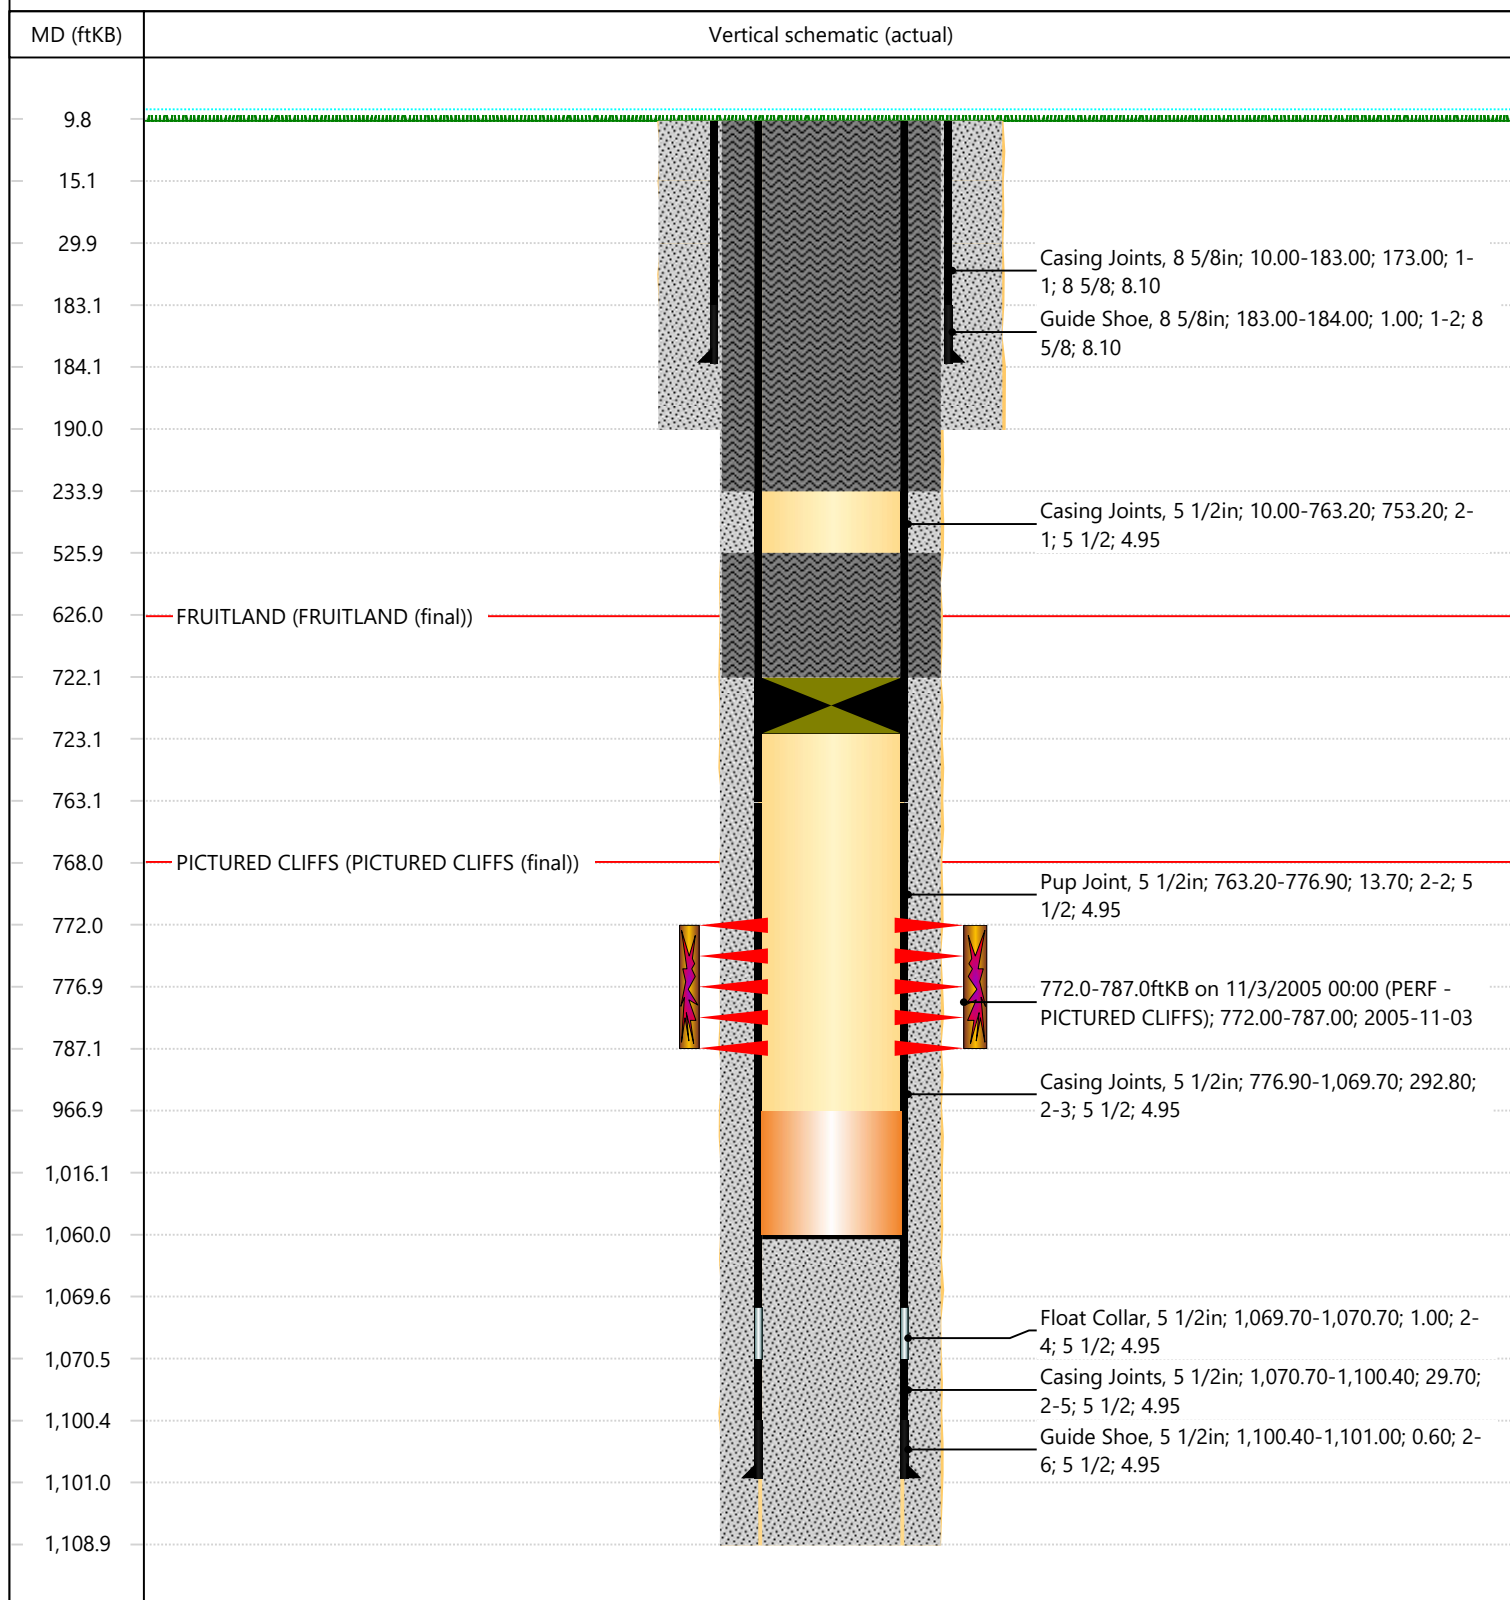 MD (ftKB)
Vertical schematic (actual)
9.8
15.1
29.9
Casing Joints, 8 5/8in; 10.00-183.00; 173.00; 1-
1; 8 5/8; 8.10
183.1
Guide Shoe, 8 5/8in; 183.00-184.00; 1.00; 1-2; 8
5/8; 8.10
184.1
190.0
233.9
Casing Joints, 5 1/2in; 10.00-763.20; 753.20; 2-
1; 5 1/2; 4.95
525.9
626.0
FRUITLAND (FRUITLAND (final))
722.1
723.1
763.1
768.0
PICTURED CLIFFS (PICTURED CLIFFS (final))
Pup Joint, 5 1/2in; 763.20-776.90; 13.70; 2-2; 5
1/2; 4.95
772.0
776.9
772.0-787.0ftKB on 11/3/2005 00:00 (PERF -
PICTURED CLIFFS); 772.00-787.00; 2005-11-03
787.1
Casing Joints, 5 1/2in; 776.90-1,069.70; 292.80;
2-3; 5 1/2; 4.95
966.9
1,016.1
1,060.0
1,069.6
Float Collar, 5 1/2in; 1,069.70-1,070.70; 1.00; 2-
4; 5 1/2; 4.95
1,070.5
Casing Joints, 5 1/2in; 1,070.70-1,100.40; 29.70;
2-5; 5 1/2; 4.95
1,100.4
Guide Shoe, 5 1/2in; 1,100.40-1,101.00; 0.60; 2-
6; 5 1/2; 4.95
1,101.0
1,108.9